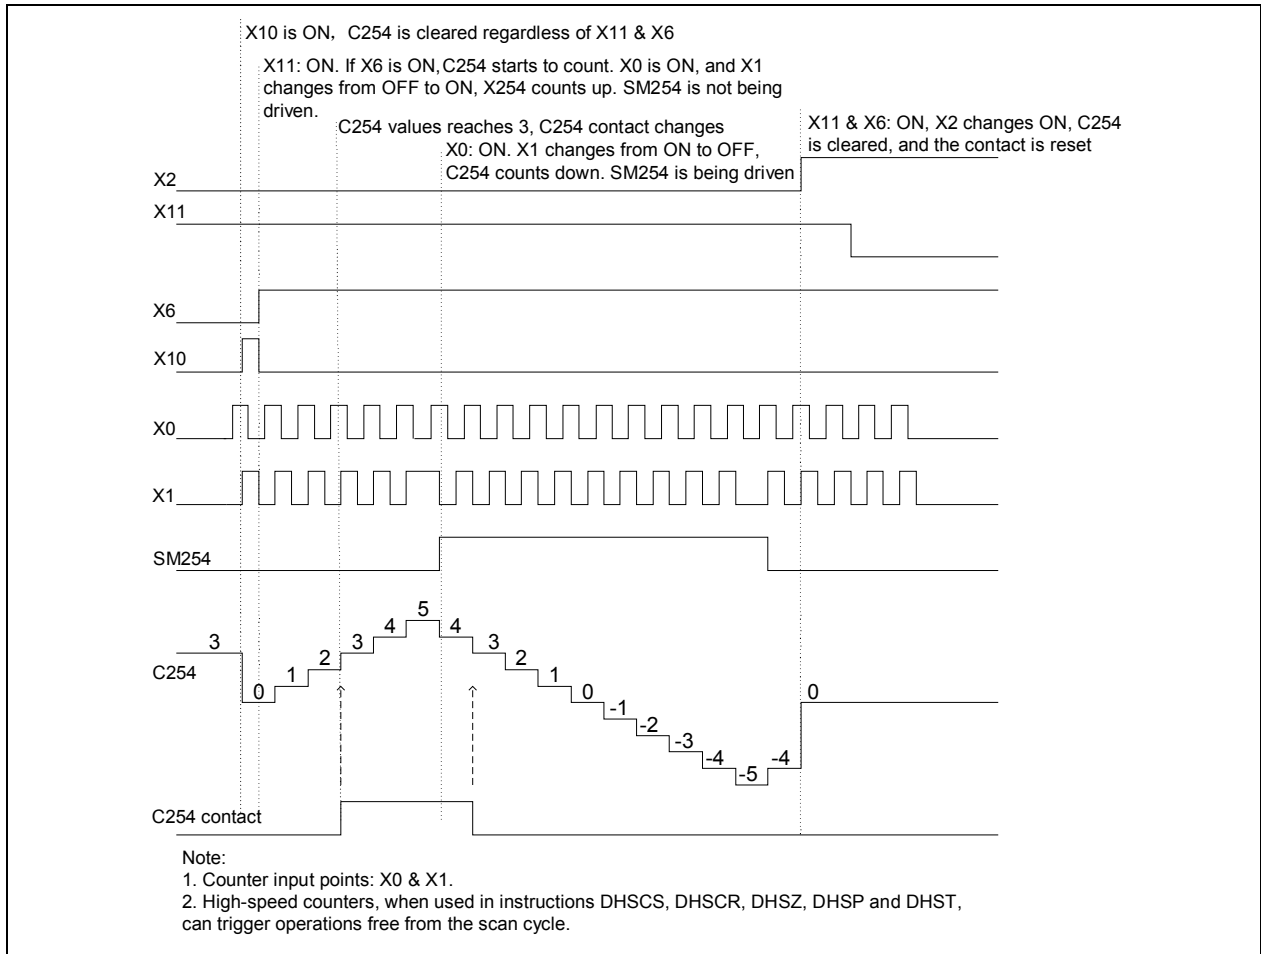 X10 is ON, C254 is cleared regardless of X11 & X6
X11: ON. If X6 is ON, C254 starts to count. X0 is ON, and X1
changes from OFF to ON, X254 counts up. SM254 is not being
driven.
C254 values reaches 3, C254 contact changes
X0: ON. X1 changes from ON to OFF,
C254 counts down. SM254 is being driven
X11 & X6: ON, X2 changes ON, C254
is cleared, and the contact is reset
X2
X11
X6
X10
X0
X1
SM254
C254
3
0
1
2
3
4
5
4
3
2
1
0
-1
-2
-3
-4
-5
-4
0
C254 contact
Note:
1. Counter input points: X0 & X1.
2. High-speed counters, when used in instructions DHSCS, DHSCR, DHSZ, DHSP and DHST,
can trigger operations free from the scan cycle.